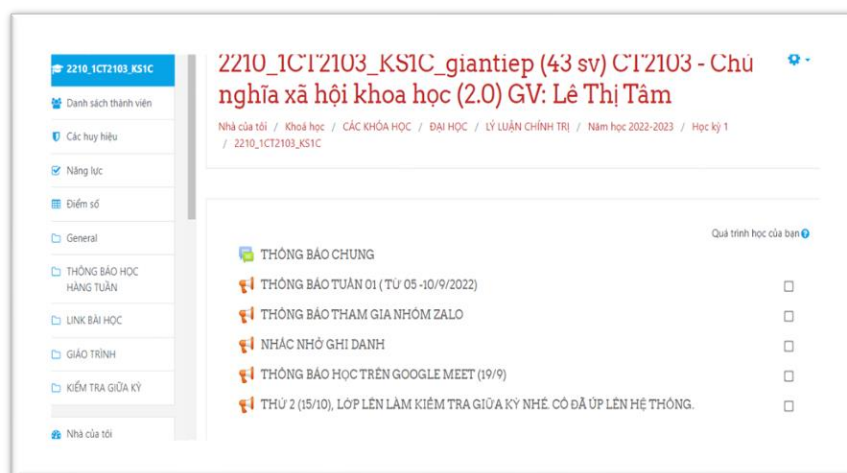 2210_1CT2103_KS1C
Danh sách thành viên
Các huy hiệu
Năng lực
Điểm số
General
THÔNG BÁO HỌC
HÀNG TUẦN
LINK BÀI HỌC
GIÁO TRÌNH
KIỂM TRA GIỮA KỲ
Nhà của tôi
2210_1CT2103_KS1C_giantiep (43 sv) CT2103 - Chủ
nghĩa xã hội khoa học (2.0) GV: Lê Thị Tâm
Nhà của tôi / Khoá học / CÁC KHÓA HỌC / ĐẠI HỌC / LÝ LUẬN CHÍNH TRỊ / Năm học 2022-2023 / Học kỳ 1
/ 2210_1CT2103_KS1C
Quá trình học của bạn
THÔNG BÁO CHUNG
THÔNG BÁO TUẦN 01 ( TỪ 05 -10/9/2022)
THÔNG BÁO THAM GIA NHÓM ZALO
NHẮC NHỞ GHI DANH
THÔNG BÁO HỌC TRÊN GOOGLE MEET (19/9)
THỨ 2 (15/10), LỚP LÊN LÀM KIỂM TRA GIỮA KỲ NHÉ. CÔ ĐÃ ÚP LÊN HỆ THỐNG.